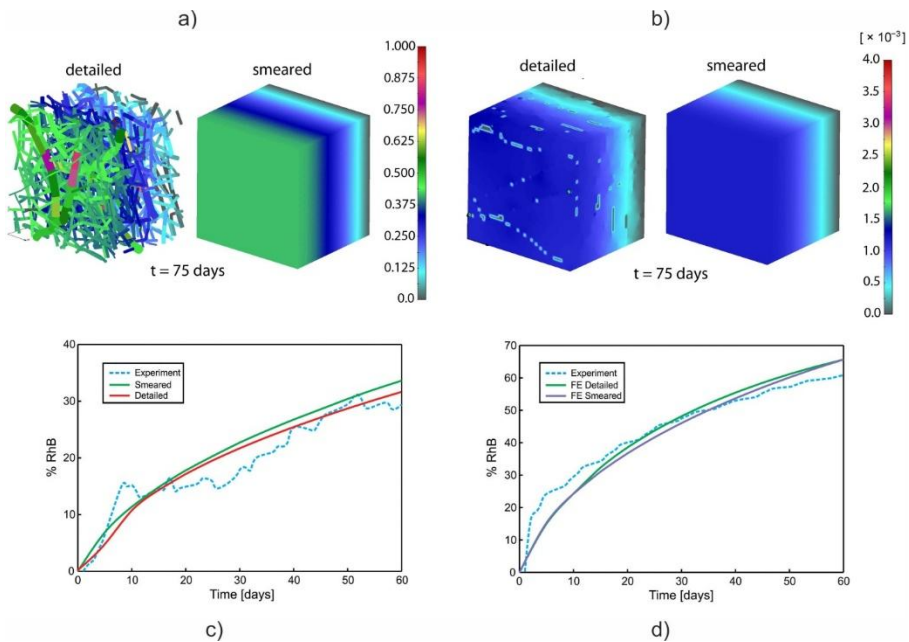 a)
b)
[ × 10⁻³]
detailed
smeared
1.000
0.875
0.750
0.625
0.500
0.375
0.250
0.125
0.0
t = 75 days
detailed
smeared
4.0
3.5
3.0
2.5
2.0
1.5
1.0
0.5
0.0
t = 75 days
40
30
20
10
0
% RhB
Experiment
Smeared
Detailed
0 10 20 30 40 50 60
Time [days]
c)
70
60
50
40
30
20
10
0
% RhB
Experiment
FE Detailed
FE Smeared
0 10 20 30 40 50 60
Time [days]
d)